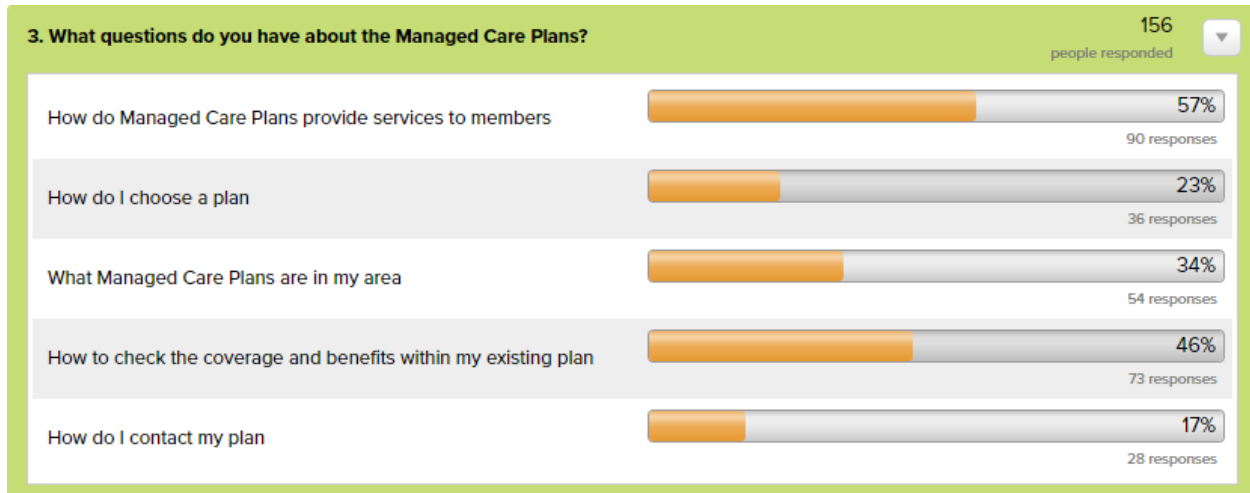 3. What questions do you have about the Managed Care Plans?
156
people responded
How do Managed Care Plans provide services to members
57%
90 responses
How do I choose a plan
23%
36 responses
What Managed Care Plans are in my area
34%
54 responses
How to check the coverage and benefits within my existing plan
46%
73 responses
How do I contact my plan
17%
28 responses